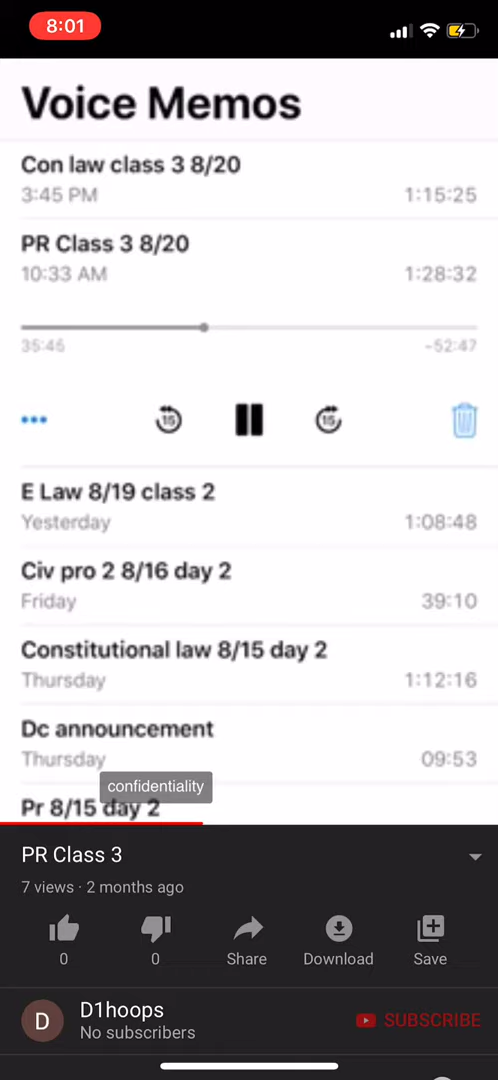 8:01
Voice Memos
Con law class 3 8/20
3:45 PM 1:15:25
PR Class 3 8/20
10:33 AM 1:28:32
35:45 -52:47
15 15
E Law 8/19 class 2
Yesterday 1:08:48
Civ pro 2 8/16 day 2
Friday 39:10
Constitutional law 8/15 day 2
Thursday 1:12:16
Dc announcement
Thursday 09:53
confidentiality
Pr 8/15 day 2
PR Class 3
7 views · 2 months ago
0 0 Share Download Save
D D1hoops
No subscribers SUBSCRIBE